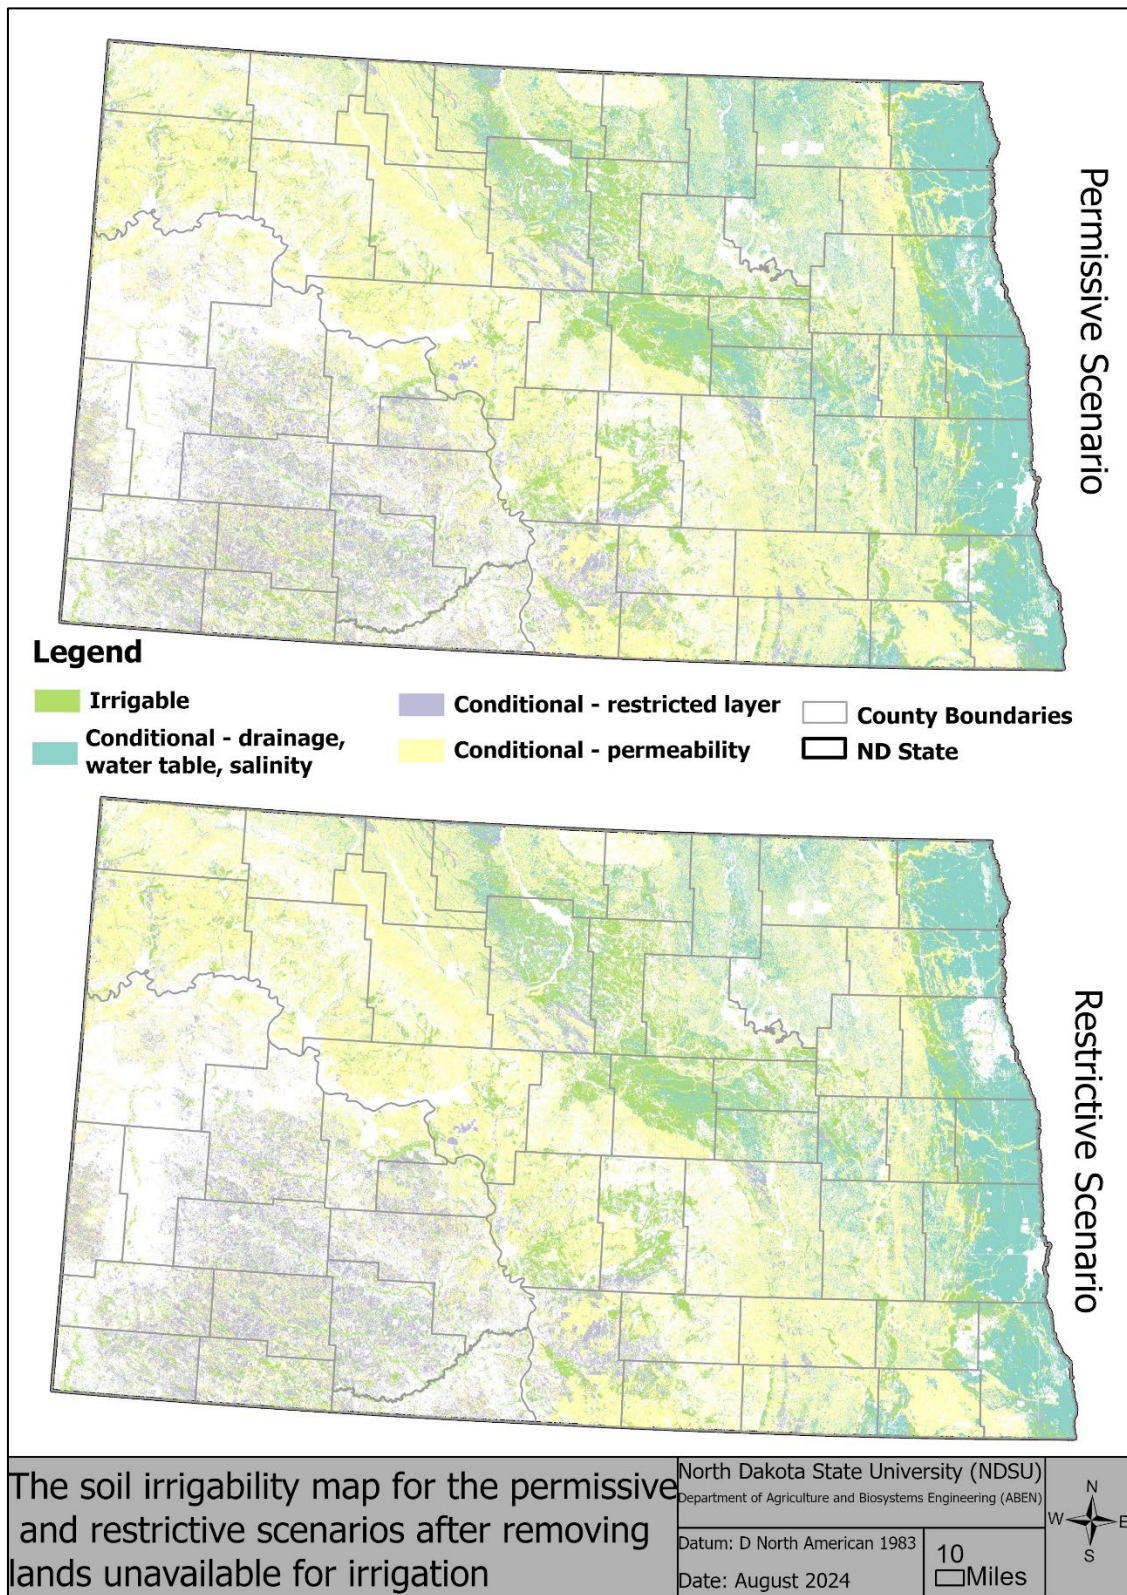 Permissive Scenario
Legend
Irrigable
Conditional - drainage,
water table, salinity
Conditional - restricted layer
Conditional - permeability
County Boundaries
ND State
Restrictive Scenario
The soil irrigability map for the permissive
and restrictive scenarios after removing
lands unavailable for irrigation
North Dakota State University (NDSU)
Department of Agriculture and Biosystems Engineering (ABEN)
Datum: D North American 1983
Date: August 2024
10
Miles
N
W
E
S